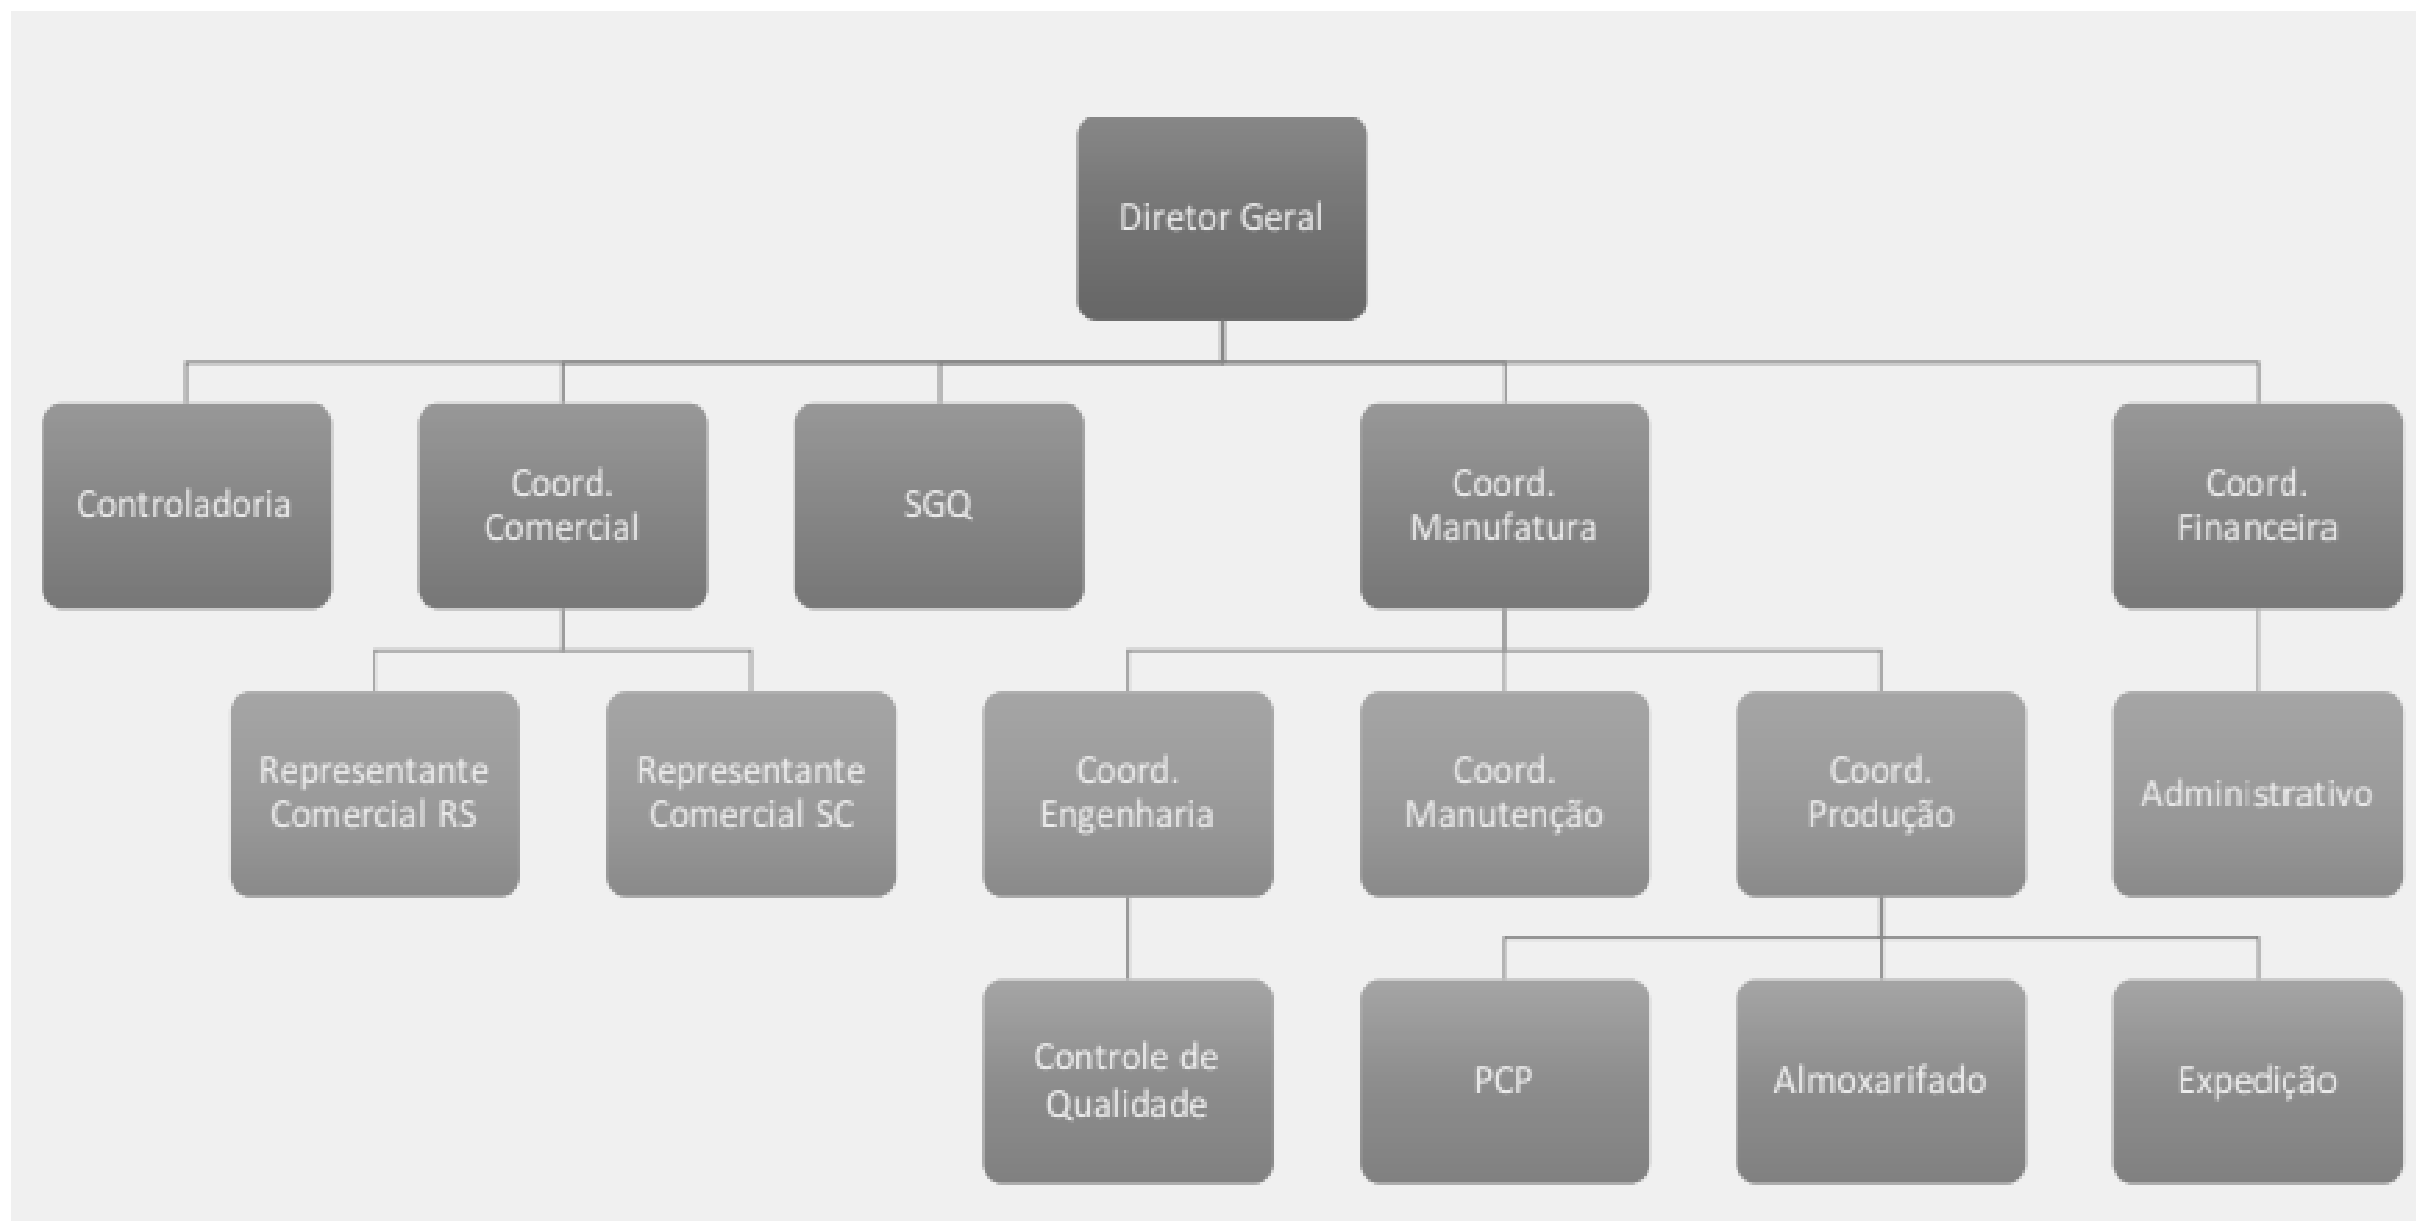 Diretor Geral
Controladoria
Coord.
Comercial
SGQ
Coord.
Manufatura
Coord.
Financeira
Representante
Comercial RS
Representante
Comercial SC
Coord.
Engenharia
Coord.
Manutenção
Coord.
Produção
Administrativo
Controle de
Qualidade
PCP
Almoxarifado
Expedição